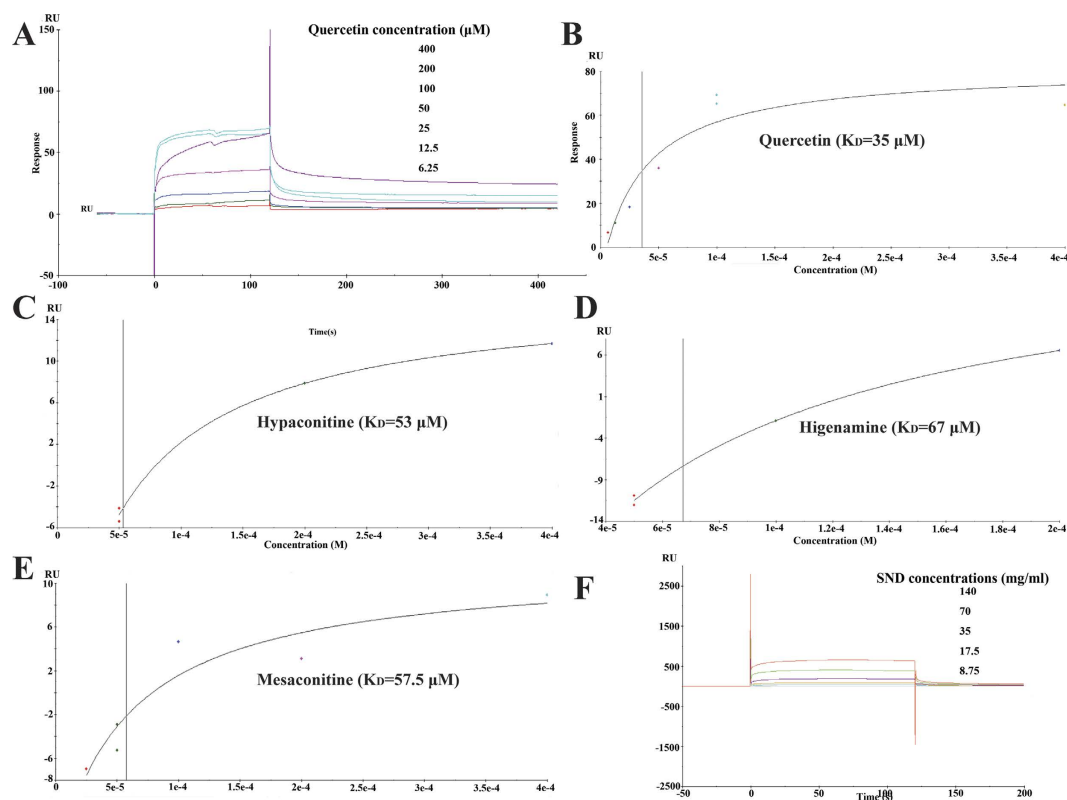 A
RU
Quercetin concentration (μM)
400
200
100
50
25
12.5
6.25
150
100
50
0
-50
Response
RU
-100
0
100
200
300
400
B
RU
80
60
40
20
0
Response
Quercetin (KD=35 μM)
0
5e-5
1e-4
1.5e-4
2e-4
2.5e-4
3e-4
3.5e-4
4e-4
Concentration (M)
C
RU
14
10
6
2
-2
-6
Time(s)
Hypaconitine (KD=53 μM)
0
5e-5
1e-4
1.5e-4
2e-4
2.5e-4
3e-4
3.5e-4
4e-4
Concentration (M)
D
RU
6
1
-4
-9
-14
Higenamine (KD=67 μM)
4e-5
6e-5
8e-5
1e-4
1.2e-4
1.4e-4
1.6e-4
1.8e-4
2e-4
Concentration (M)
E
RU
10
6
2
-2
-6
-8
Mesaconitine (KD=57.5 μM)
0
5e-5
1e-4
1.5e-4
2e-4
2.5e-4
3e-4
3.5e-4
4e-4
F
RU
SND concentrations (mg/ml)
140
70
35
17.5
8.75
2500
1500
500
-500
-1500
-2500
-50
0
50
100
150
200
Time(s)